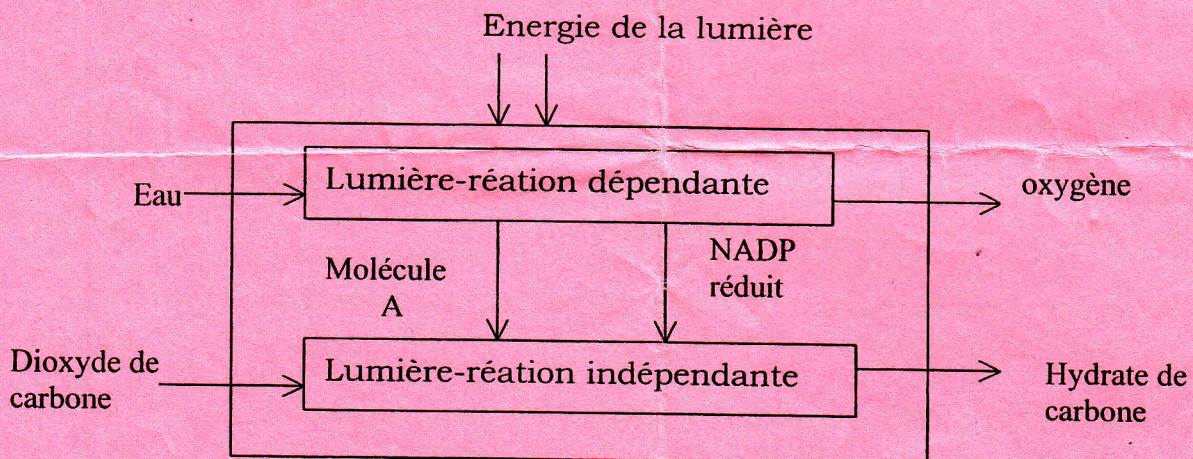 Energie de la lumière
Lumière-réation dépendante
Eau
oxygène
Molécule
A
NADP
réduit
Dioxyde de
carbone
Lumière-réation indépendante
Hydrate de
carbone